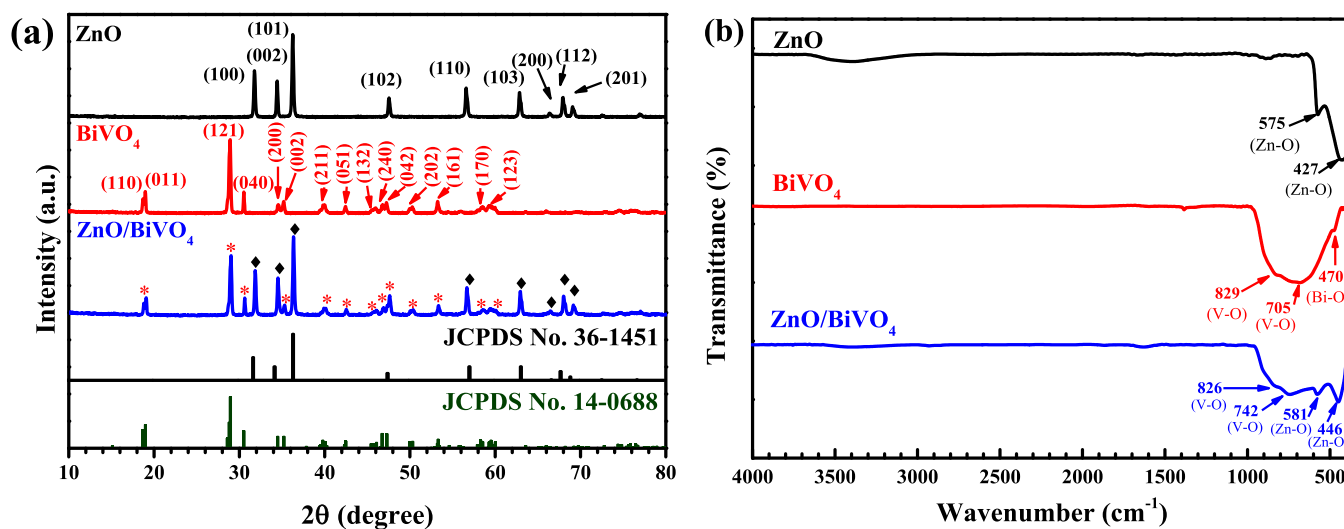 (a)
ZnO
(100)
(002)
(101)
(102)
(110)
(103)
(200)
(112)
(201)
BiVO4
(110)
(011)
(121)
(040)
(200)
(002)
(211)
(051)
(132)
(240)
(042)
(202)
(161)
(170)
(123)
ZnO/BiVO4
JCPDS No. 36-1451
JCPDS No. 14-0688
Intensity (a.u.)
10 20 30 40 50 60 70 80
2θ (degree)
(b)
ZnO
575
(Zn-O)
427
(Zn-O)
BiVO4
829
(V-O)
705
(V-O)
470
(Bi-O
ZnO/BiVO4
826
(V-O)
742
(V-O)
581
(Zn-O)
446
(Zn-O
Transmittance (%)
4000 3500 3000 2500 2000 1500 1000 500
Wavenumber (cm-1)